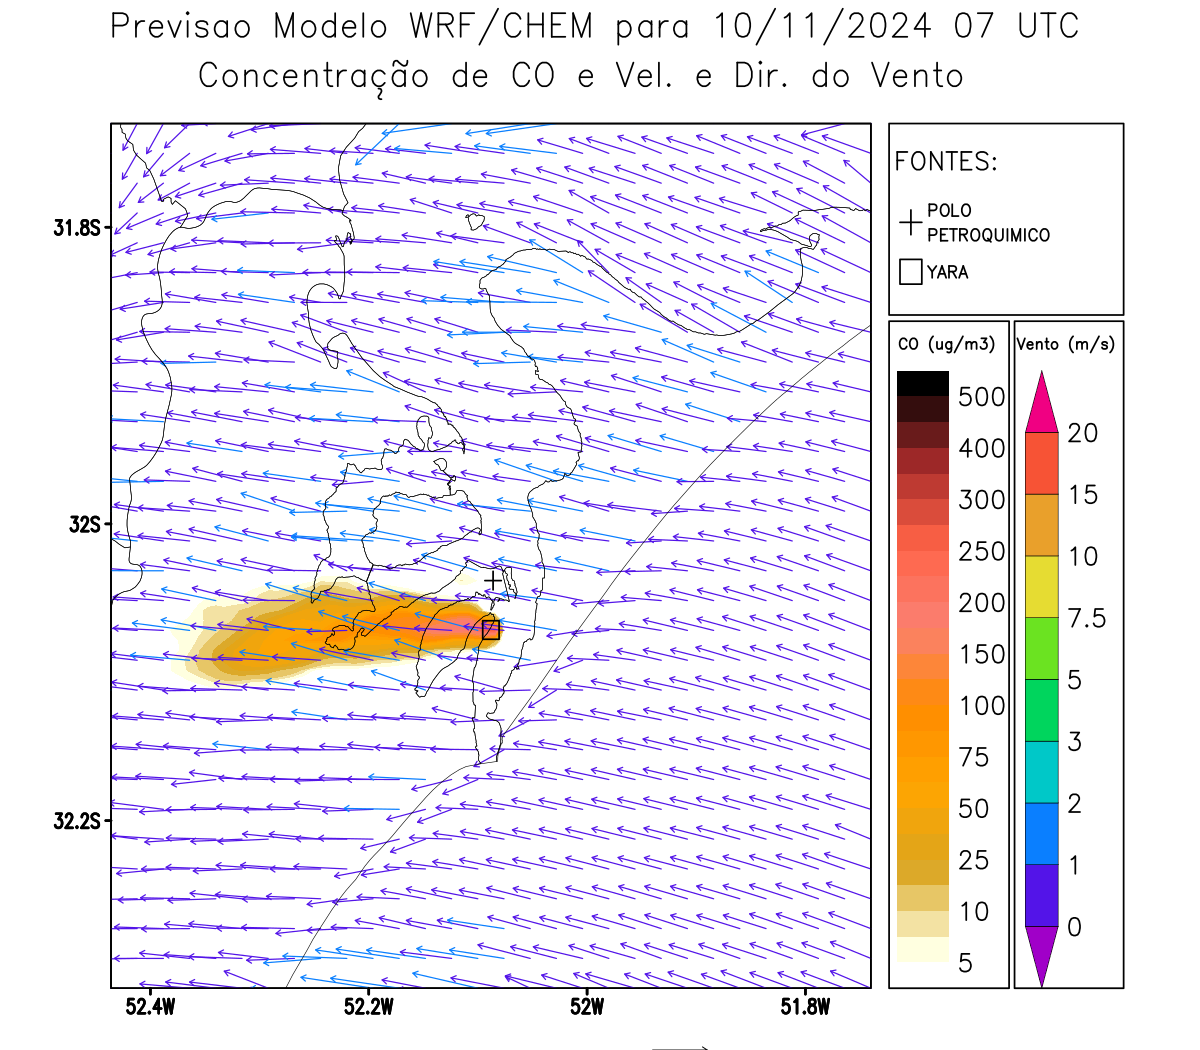 Previsao Modelo WRF/CHEM para 10/11/2024 07 UTC
Concentração de CO e Vel. e Dir. do Vento
31.8S
32S
32.2S
52.4W
52.2W
52W
51.8W
FONTES:
POLO
PETROQUIMICO
YARA
CO (ug/m3)
500
400
300
250
200
150
100
75
50
25
10
5
Vento (m/s)
20
15
10
7.5
5
3
2
1
0